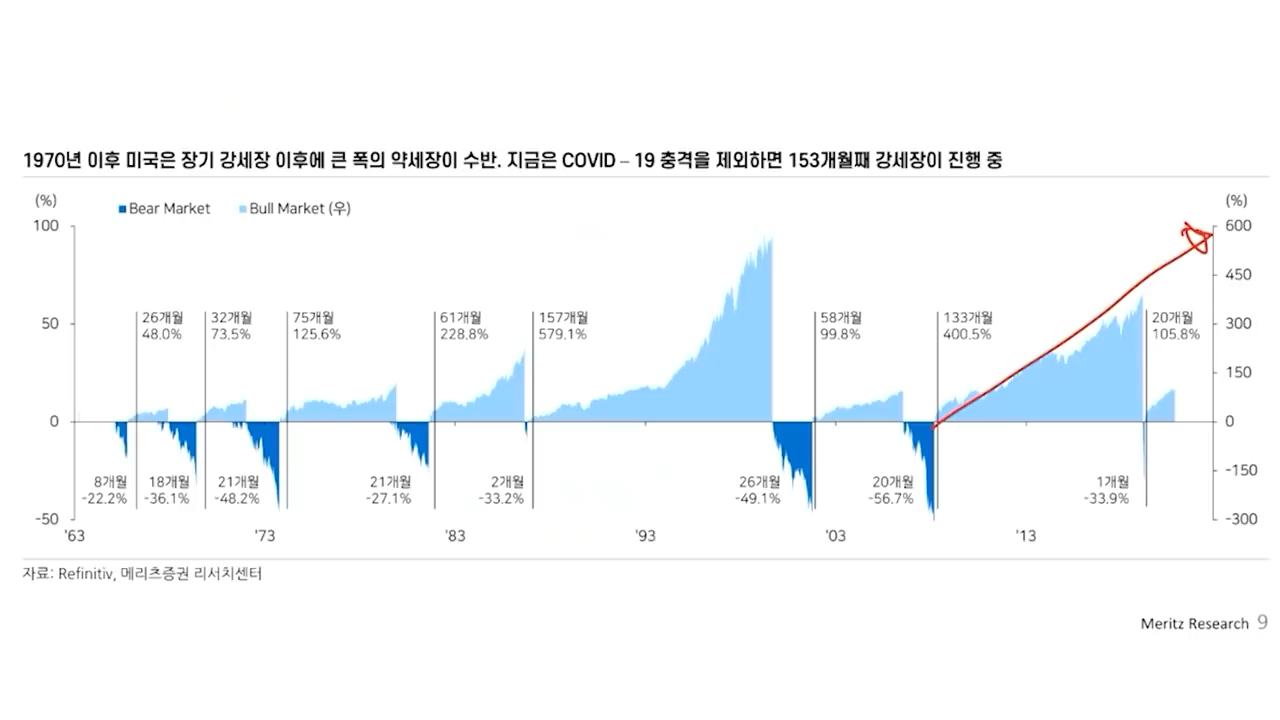 1970년 이후 미국은 장기 강세장 이후에 큰 폭의 약세장이 수반. 지금은 COVID – 19 충격을 제외하면 153개월째 강세장이 진행 중
(%)
Bear Market
Bull Market (우)
(%)
100
50
0
-50
600
450
300
150
0
-150
-300
26개월
48.0%
32개월
73.5%
75개월
125.6%
61개월
228.8%
157개월
579.1%
58개월
99.8%
133개월
400.5%
20개월
105.8%
8개월
-22.2%
18개월
-36.1%
21개월
-48.2%
21개월
-27.1%
2개월
-33.2%
26개월
-49.1%
20개월
-56.7%
1개월
-33.9%
'63
'73
'83
'93
'03
'13
자료: Refinitiv, 메리츠증권 리서치센터
Meritz Research 9